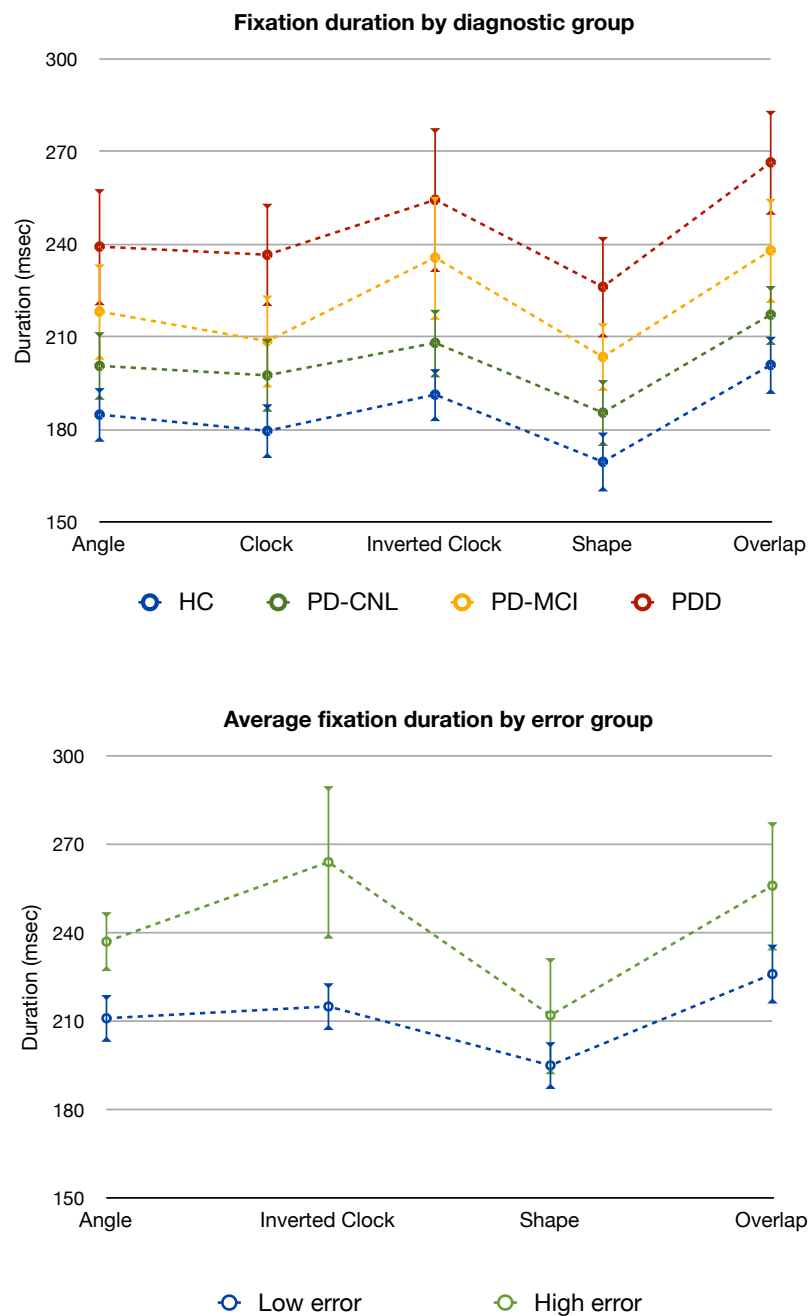 Fixation duration by diagnostic group
300
270
240
210
180
150
Duration (msec)
Angle Clock Inverted Clock Shape Overlap
HC PD-CNL PD-MCI PDD
Average fixation duration by error group
300
270
240
210
180
150
Duration (msec)
Angle Inverted Clock Shape Overlap
Low error High error